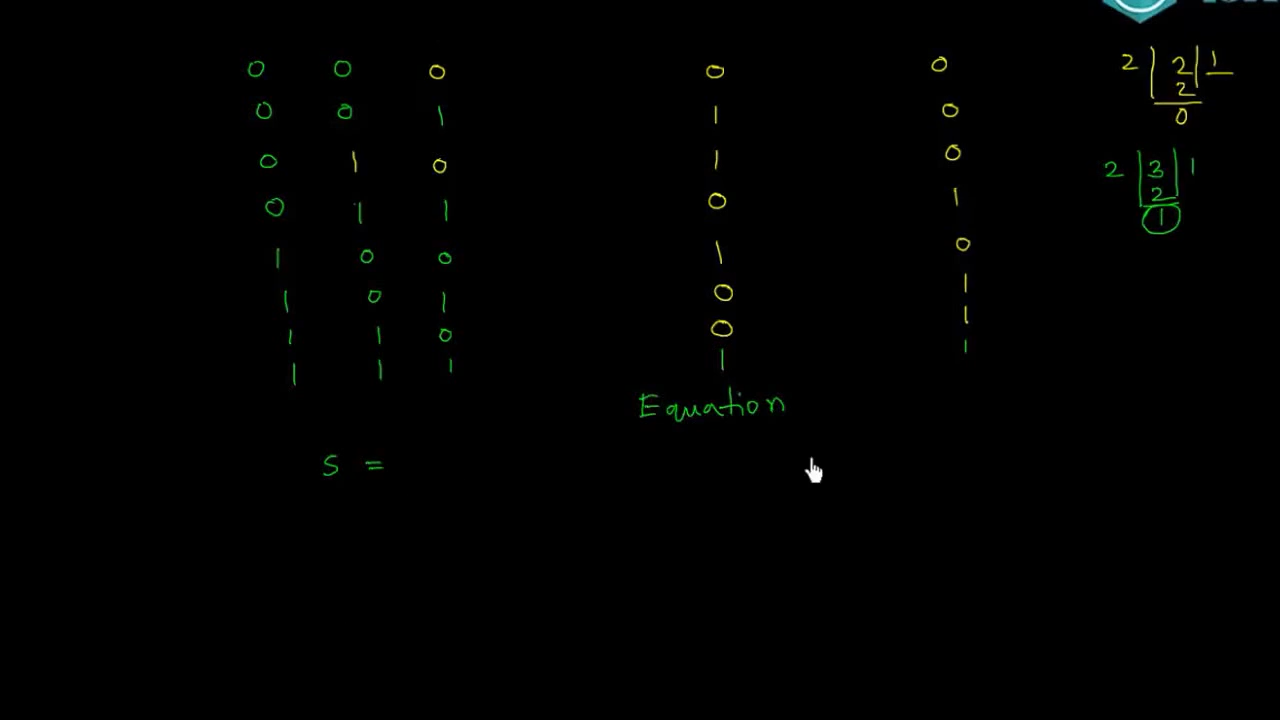 0 0 0 0 0
0 0 1 1 0
0 1 0 1 0
0 1 1 0 1
1 0 0 1 0
1 0 1 0 1
1 1 0 0 1
1 1 1 1 1
2 2 1
2
0
2 3 1
2
1
Equation
S =